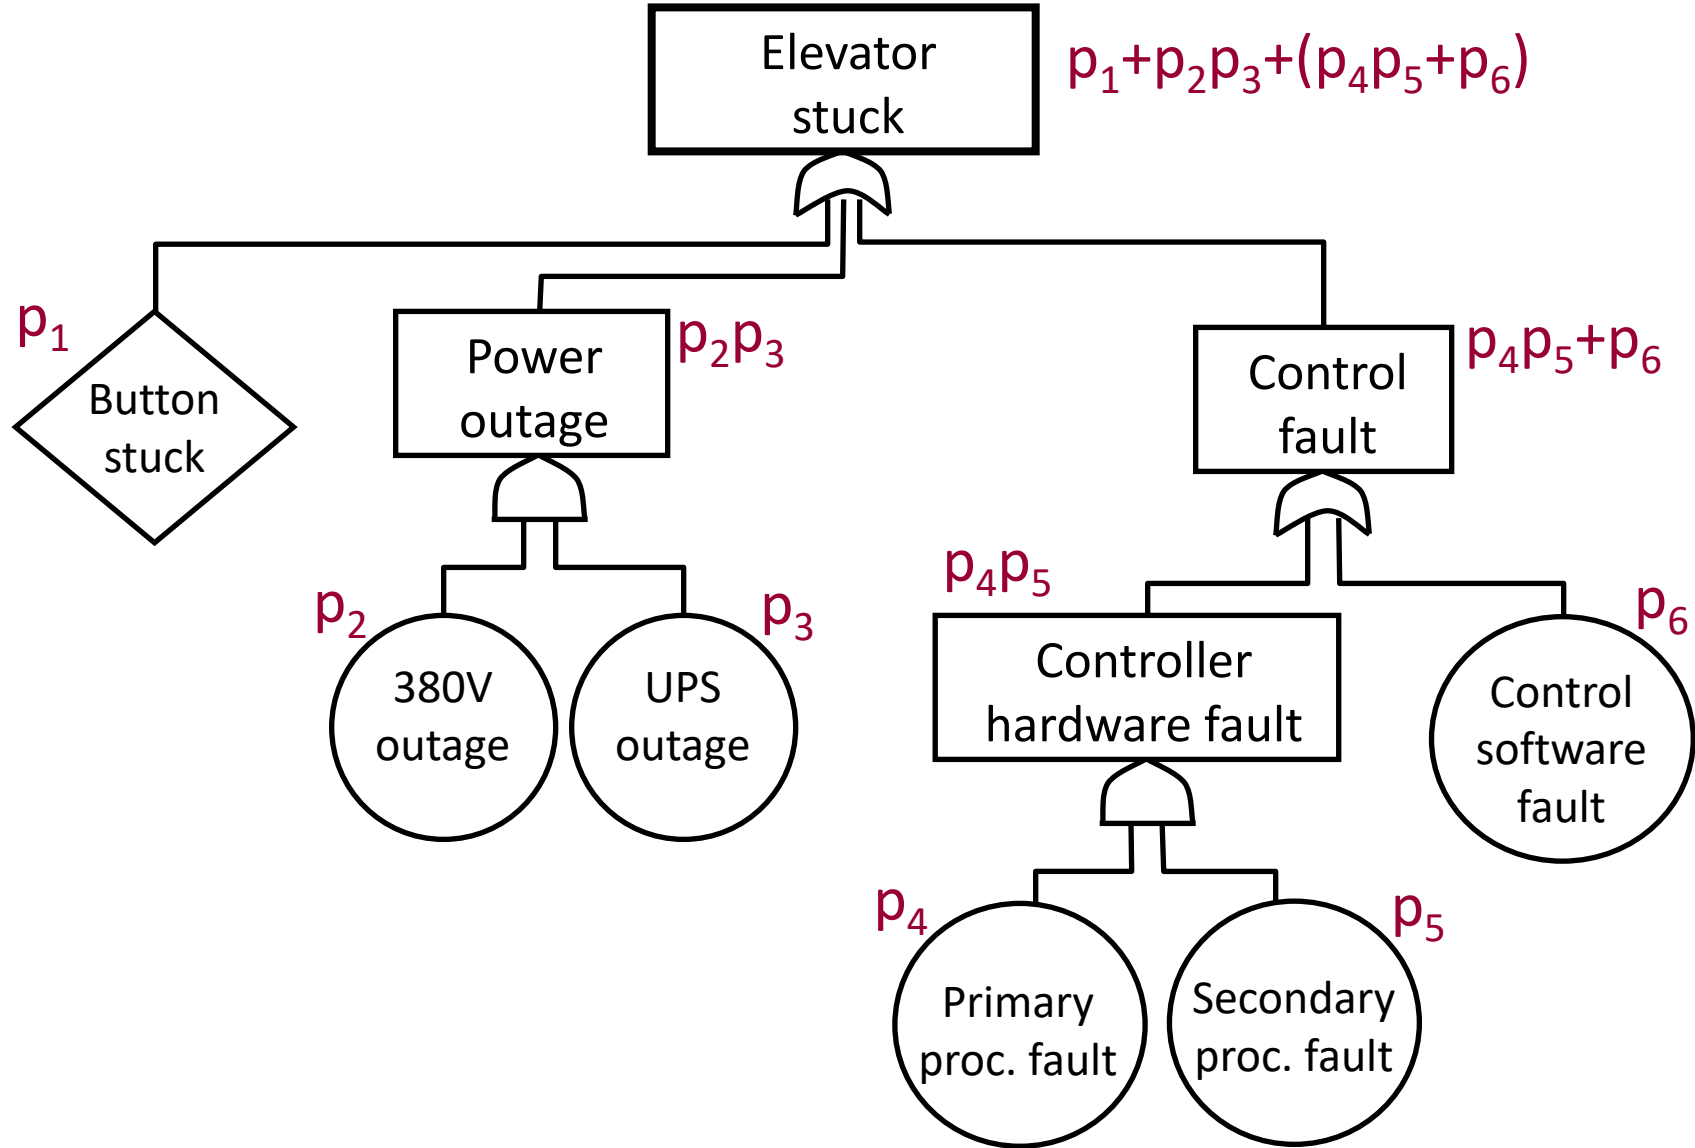 Elevator
stuck
p₁+p₂p₃+(p₄p₅+p₆)
p₁
Button
stuck
Power
outage
p₂p₃
Control
fault
p₄p₅+p₆
p₂
380V
outage
p₃
UPS
outage
p₄p₅
Controller
hardware fault
p₆
Control
software
fault
p₄
Primary
proc. fault
p₅
Secondary
proc. fault